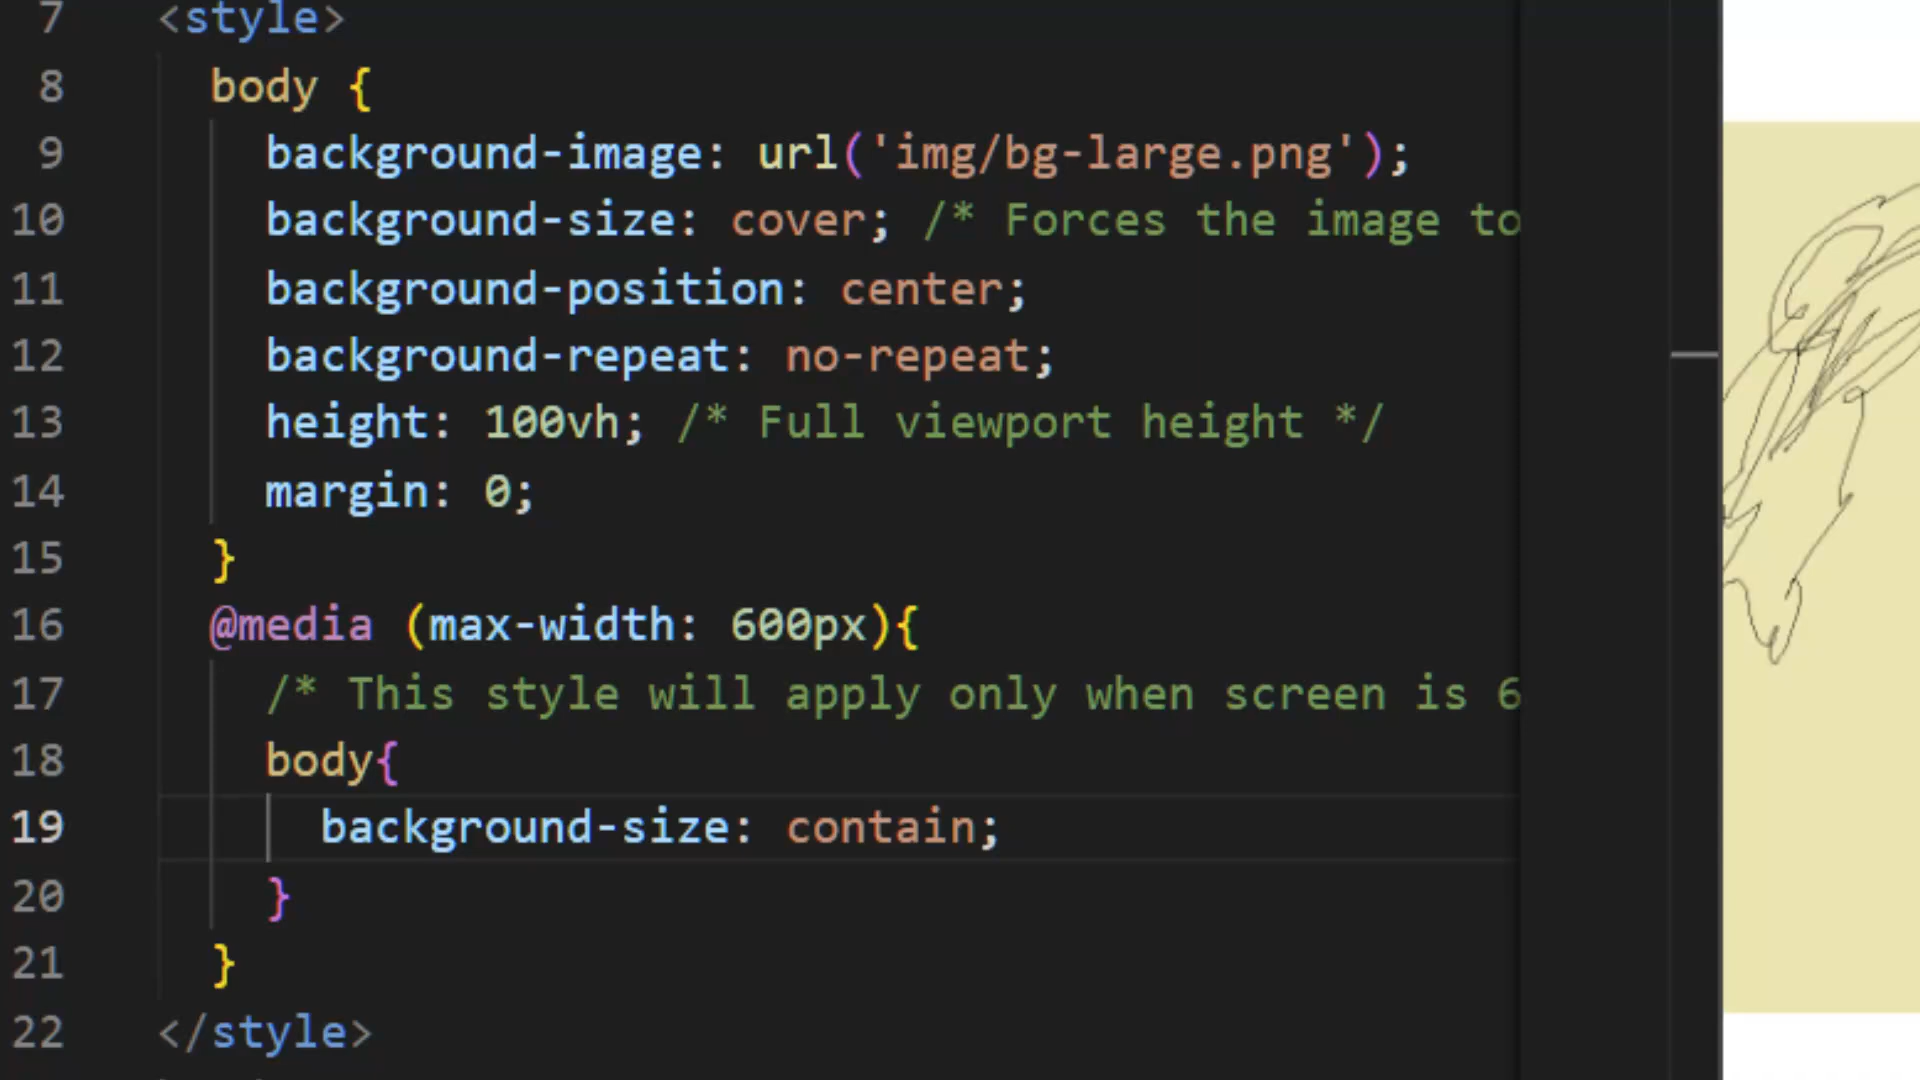 7 <style>
8 body {
9 background-image: url('img/bg-large.png');
10 background-size: cover; /* Forces the image to
11 background-position: center;
12 background-repeat: no-repeat;
13 height: 100vh; /* Full viewport height */
14 margin: 0;
15 }
16 @media (max-width: 600px){
17 /* This style will apply only when screen is 6
18 body{
19 background-size: contain;
20 }
21 }
22 </style>